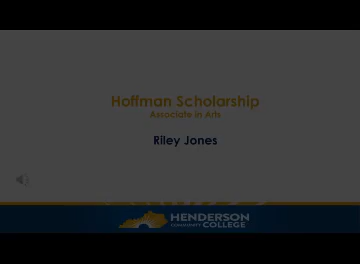 Hoffman Scholarship
Associate in Arts
Riley Jones
HENDERSON
COMMUNITY COLLEGE